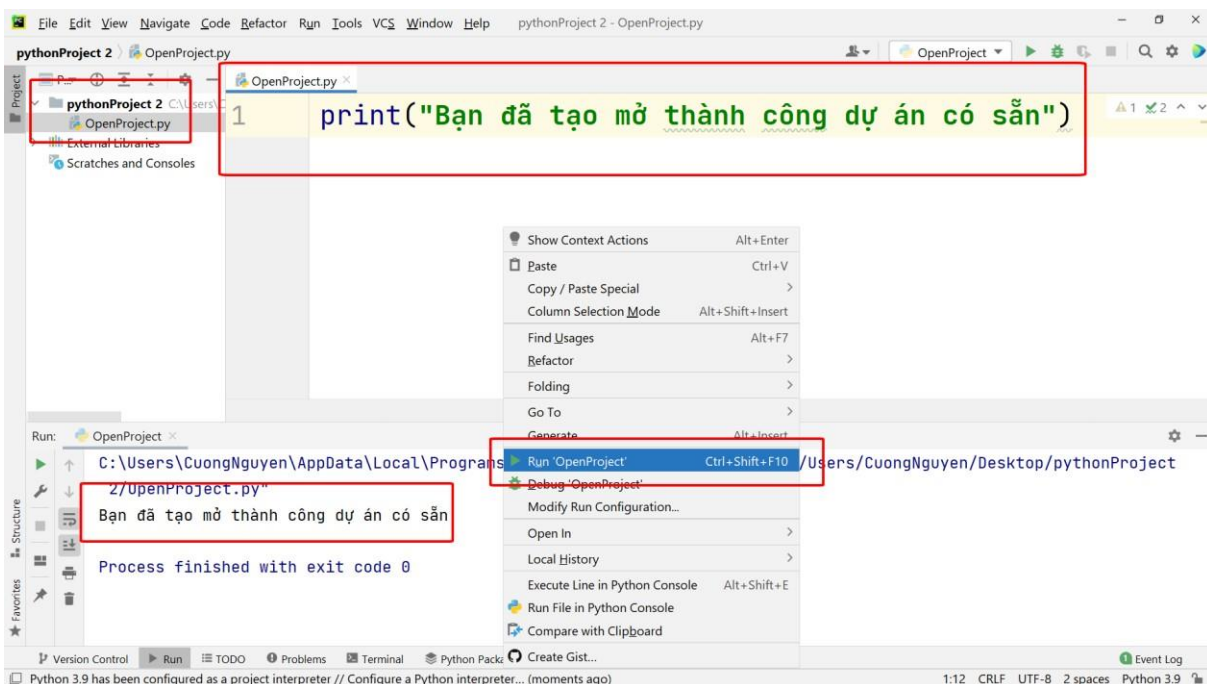 File Edit View Navigate Code Refactor Run Tools VCS Window Help pythonProject 2 - OpenProject.py
pythonProject 2 OpenProject.py OpenProject
Project
P... OpenProject.py
pythonProject 2 C:\Users\C
OpenProject.py
External Libraries
Scratches and Consoles
1 print("Bạn đã tạo mở thành công dự án có sẵn")
1 2
Show Context Actions Alt+Enter
Paste Ctrl+V
Copy / Paste Special
Column Selection Mode Alt+Shift+Insert
Find Usages Alt+F7
Refactor
Folding
Go To
Generate... Alt+Insert
Run 'OpenProject' Ctrl+Shift+F10
Debug 'OpenProject'
Modify Run Configuration...
Open In
Local History
Execute Line in Python Console Alt+Shift+E
Run File in Python Console
Compare with Clipboard
Create Gist...
Run: OpenProject
C:\Users\CuongNguyen\AppData\Local\Programs /Users/CuongNguyen/Desktop/pythonProject
2/OpenProject.py"
Bạn đã tạo mở thành công dự án có sẵn
Process finished with exit code 0
Structure
Favorites
Version Control Run TODO Problems Terminal Python Packa Event Log
Python 3.9 has been configured as a project interpreter // Configure a Python interpreter... (moments ago) 1:12 CRLF UTF-8 2 spaces Python 3.9